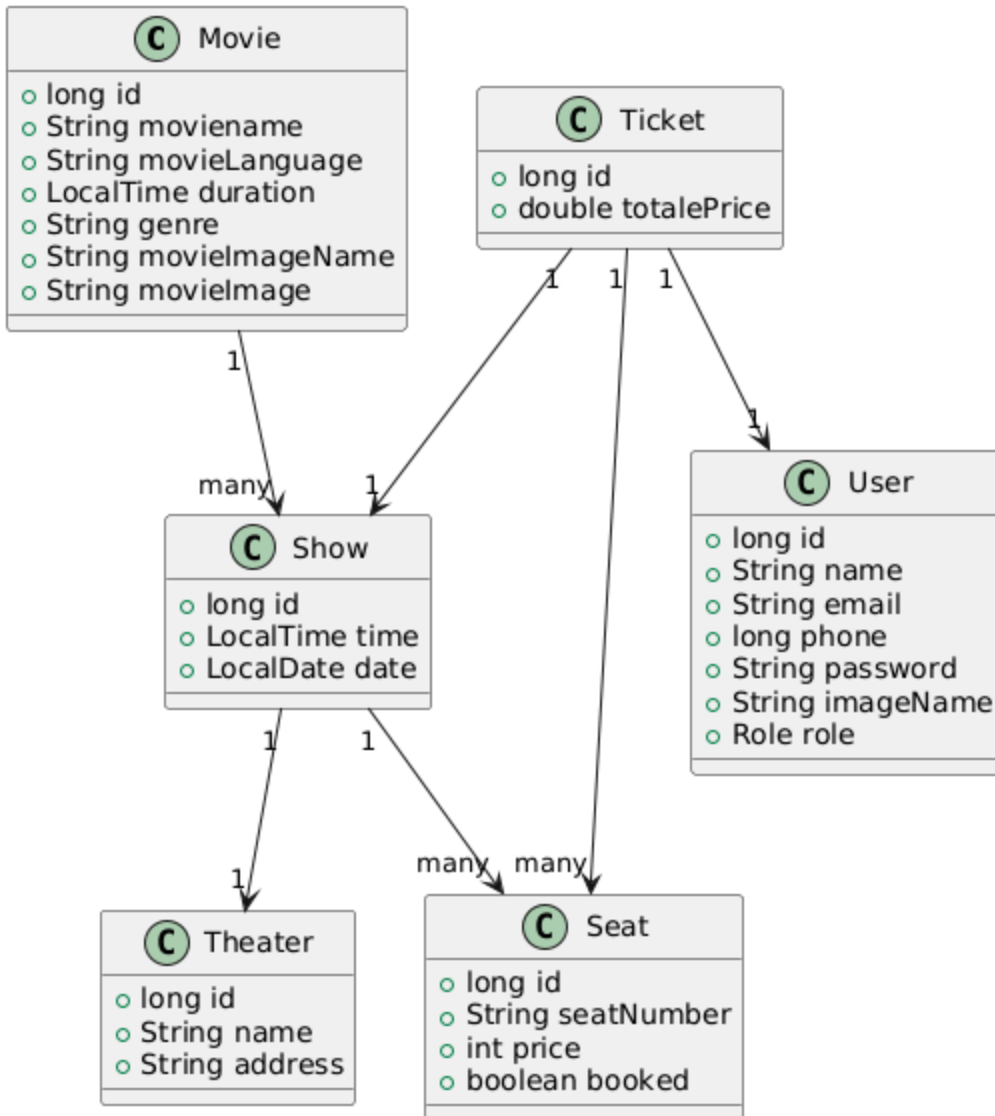 C Movie
long id
String moviename
String movieLanguage
LocalTime duration
String genre
String movieImageName
String movieImage
C Ticket
long id
double totalePrice
1
1
1
1
many
1
1
C Show
long id
LocalTime time
LocalDate date
C User
long id
String name
String email
long phone
String password
String imageName
Role role
1
1
1
many
many
C Theater
long id
String name
String address
C Seat
long id
String seatNumber
int price
boolean booked